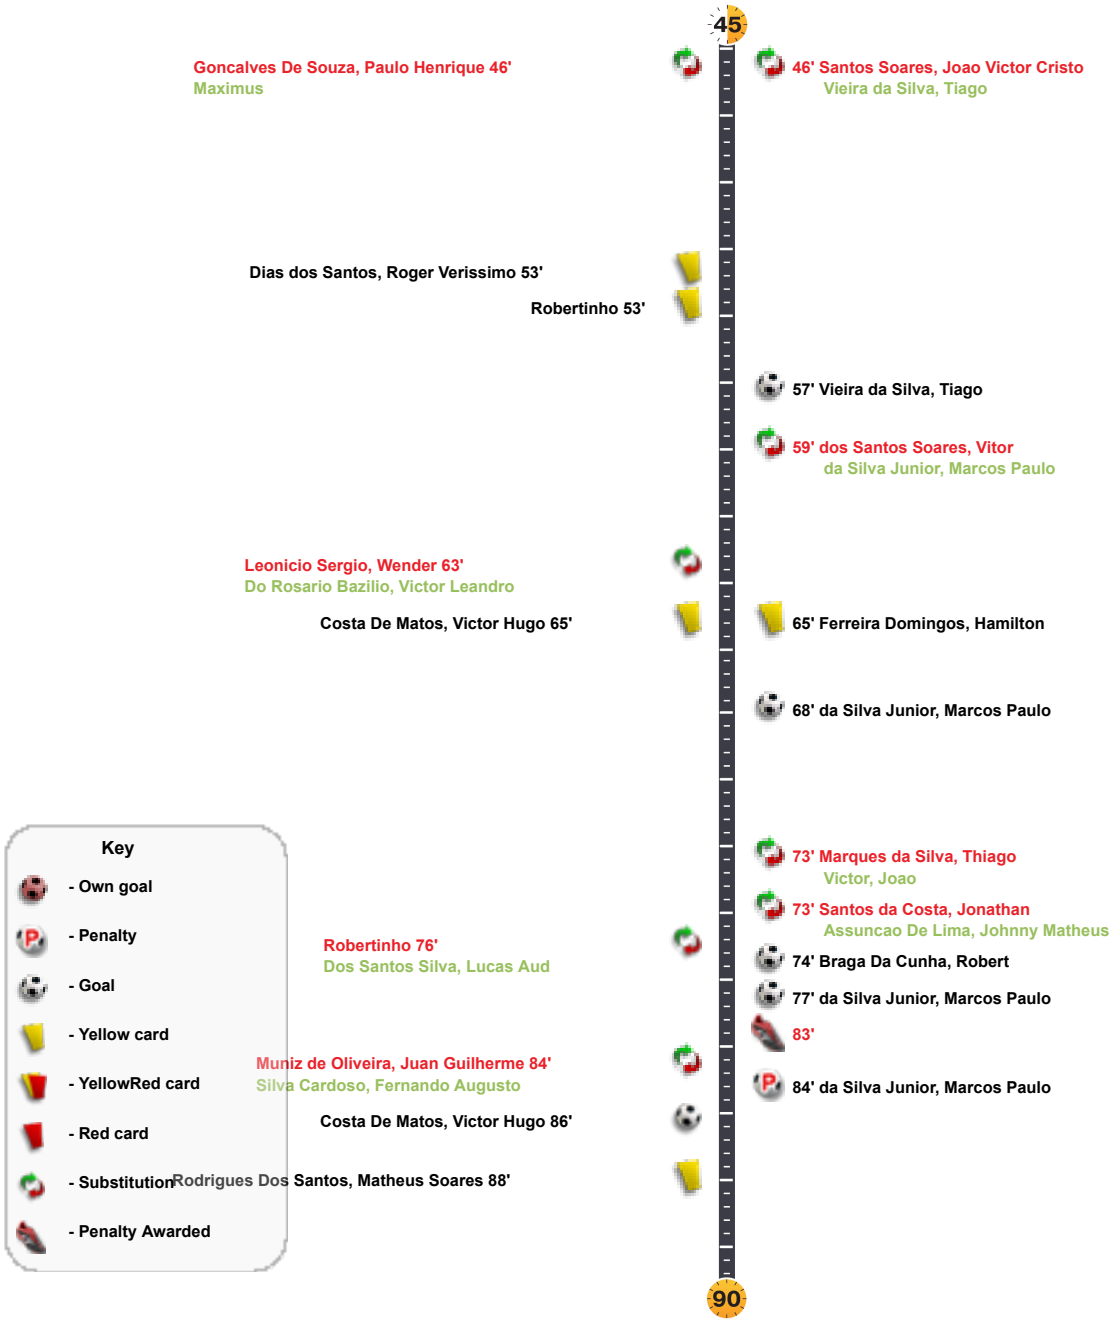 45
Goncalves De Souza, Paulo Henrique 46'
Maximus
46' Santos Soares, Joao Victor Cristo
Vieira da Silva, Tiago
Dias dos Santos, Roger Verissimo 53'
Robertinho 53'
57' Vieira da Silva, Tiago
59' dos Santos Soares, Vitor
da Silva Junior, Marcos Paulo
Leonicio Sergio, Wender 63'
Do Rosario Bazilio, Victor Leandro
Costa De Matos, Victor Hugo 65'
65' Ferreira Domingos, Hamilton
68' da Silva Junior, Marcos Paulo
73' Marques da Silva, Thiago
Victor, Joao
73' Santos da Costa, Jonathan
Assuncao De Lima, Johnny Matheus
Robertinho 76'
Dos Santos Silva, Lucas Aud
74' Braga Da Cunha, Robert
77' da Silva Junior, Marcos Paulo
83'
Muniz de Oliveira, Juan Guilherme 84'
Silva Cardoso, Fernando Augusto
P 84' da Silva Junior, Marcos Paulo
Costa De Matos, Victor Hugo 86'
Rodrigues Dos Santos, Matheus Soares 88'
90
Key
- Own goal
P - Penalty
- Goal
- Yellow card
- YellowRed card
- Red card
- Substitution
- Penalty Awarded